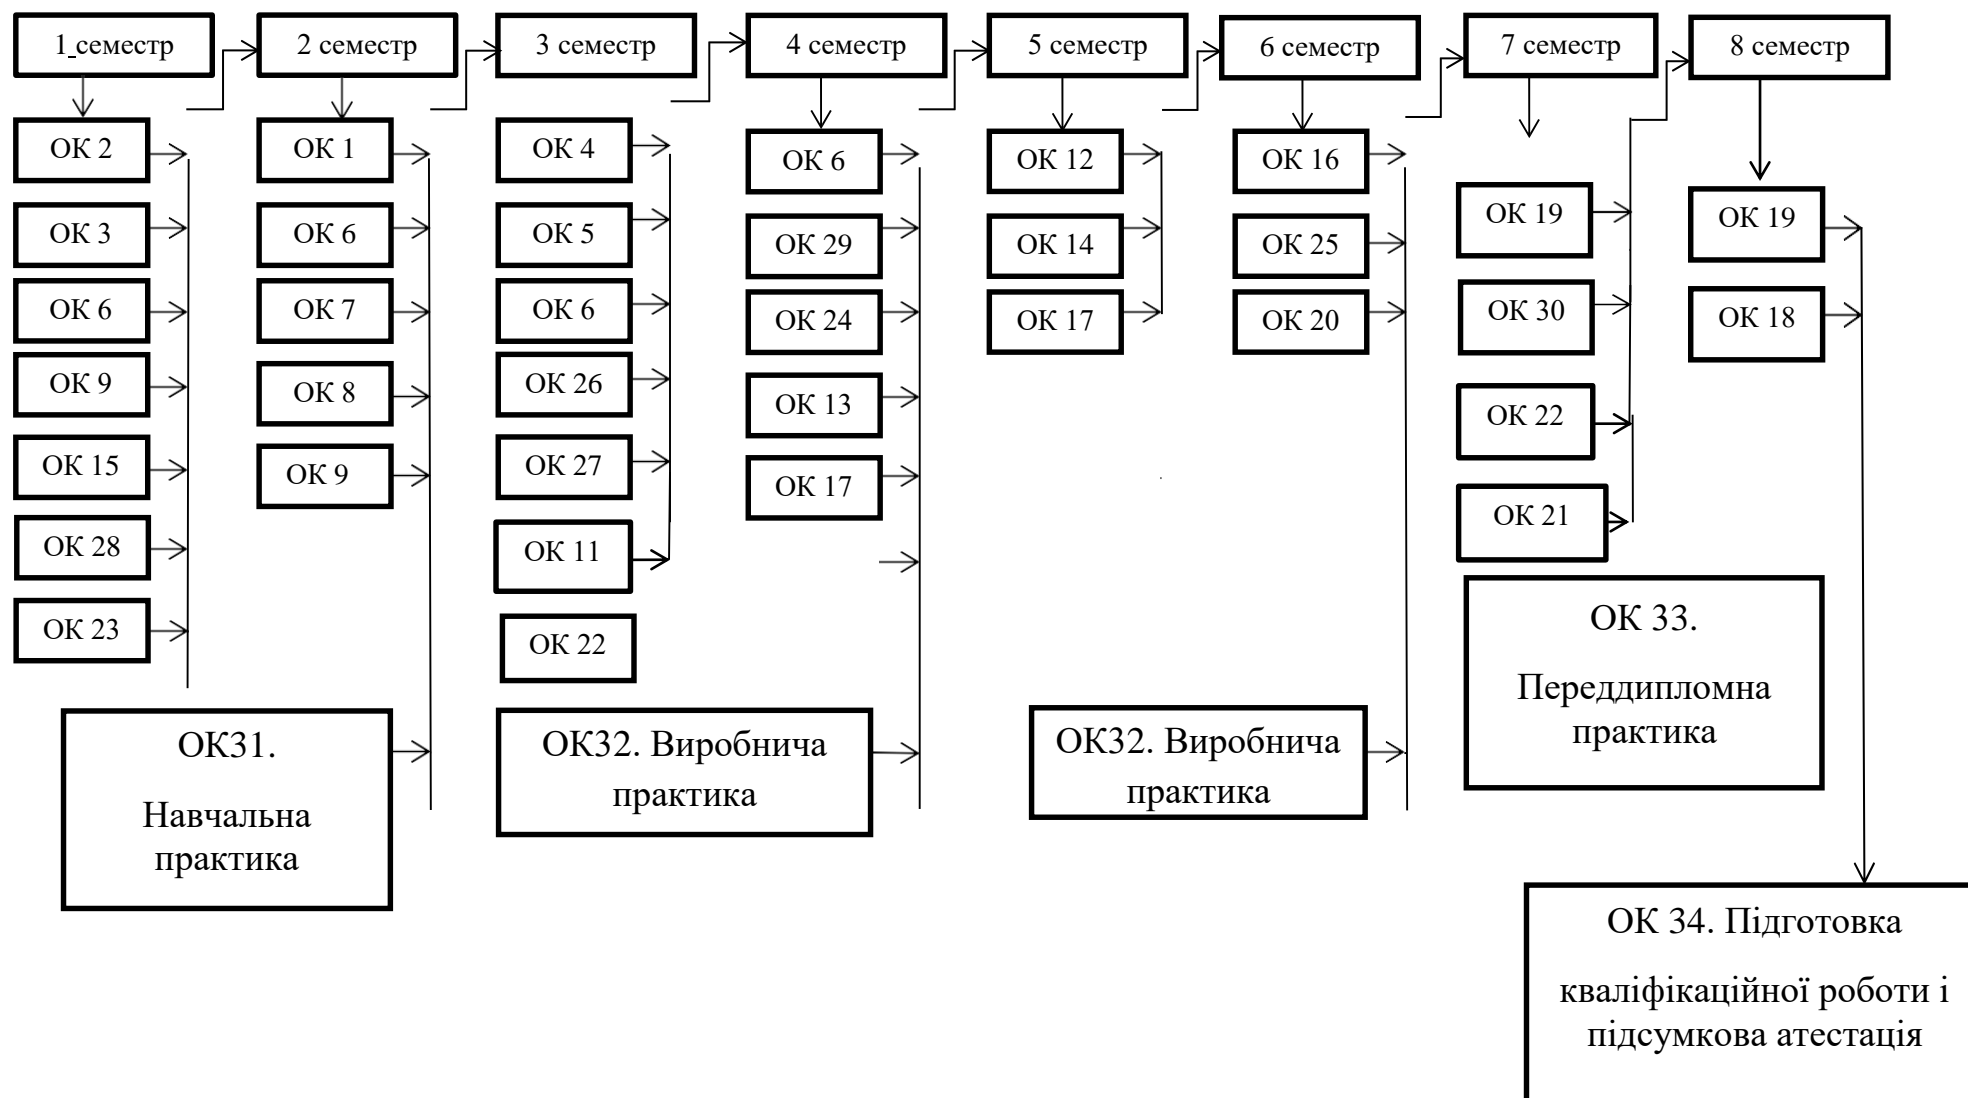 1 семестр
2 семестр
3 семестр
4 семестр
5 семестр
6 семестр
7 семестр
8 семестр
ОК 2
ОК 3
ОК 6
ОК 9
ОК 15
ОК 28
ОК 23
ОК 1
ОК 6
ОК 7
ОК 8
ОК 9
ОК31.
Навчальна
практика
ОК 4
ОК 5
ОК 6
ОК 26
ОК 27
ОК 11
ОК 22
ОК 6
ОК 29
ОК 24
ОК 13
ОК 17
ОК32. Виробнича
практика
ОК 12
ОК 14
ОК 17
ОК 16
ОК 25
ОК 20
ОК32. Виробнича
практика
ОК 19
ОК 30
ОК 22
ОК 21
ОК 33.
Переддипломна
практика
ОК 19
ОК 18
ОК 34. Підготовка
кваліфікаційної роботи і
підсумкова атестація